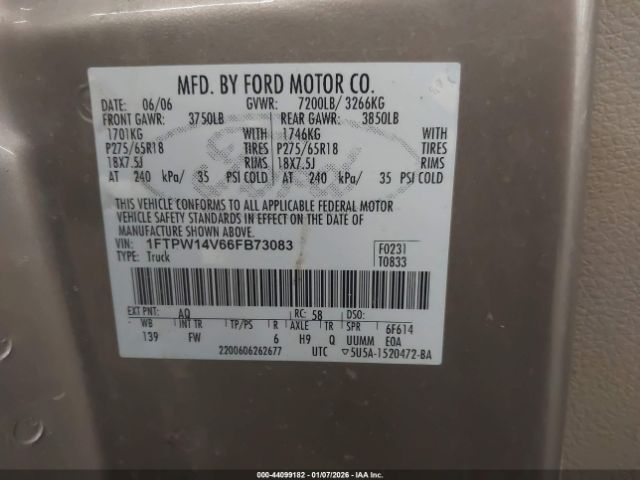 MFD. BY FORD MOTOR CO.
DATE: 06/06 GVWR: 7200LB/ 3266KG
FRONT GAWR: 3750LB REAR GAWR: 3850LB
1701KG WITH 1746KG WITH
P275/65R18 TIRES P275/65R18 TIRES
18X7.5J RIMS 18X7.5J RIMS
AT 240 kPa/ 35 PSI COLD AT 240 kPa/ 35 PSI COLD
THIS VEHICLE CONFORMS TO ALL APPLICABLE FEDERAL MOTOR
VEHICLE SAFETY STANDARDS IN EFFECT ON THE DATE OF
MANUFACTURE SHOWN ABOVE.
VIN: 1FTPW14V66FB73083 F0231
TYPE: Truck T0833
EXT PNT: AQ RC: 58 DSO:
WB INT TR TP/PS R AXLE TR SPR 6F614
139 FW 6 H9 Q UUMM E0A
2200606262677 UTC ▽5U5A-1520472-BA
000-44099182 - 01/07/2026 - IAA Inc.